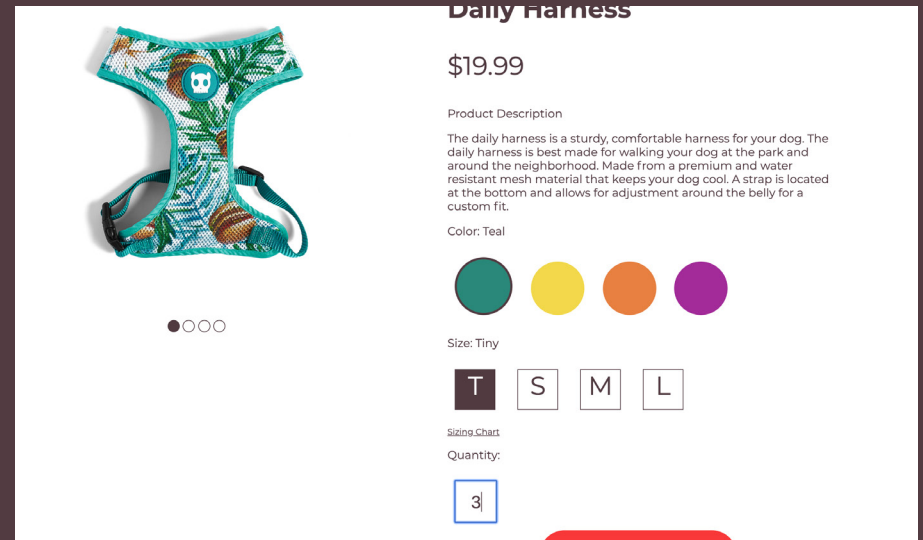 Daily Harness
$19.99
Product Description
The daily harness is a sturdy, comfortable harness for your dog. The
daily harness is best made for walking your dog at the park and
around the neighborhood. Made from a premium and water
resistant mesh material that keeps your dog cool. A strap is located
at the bottom and allows for adjustment around the belly for a
custom fit.
Color: Teal
Size: Tiny
T S M L
Sizing Chart
Quantity:
3